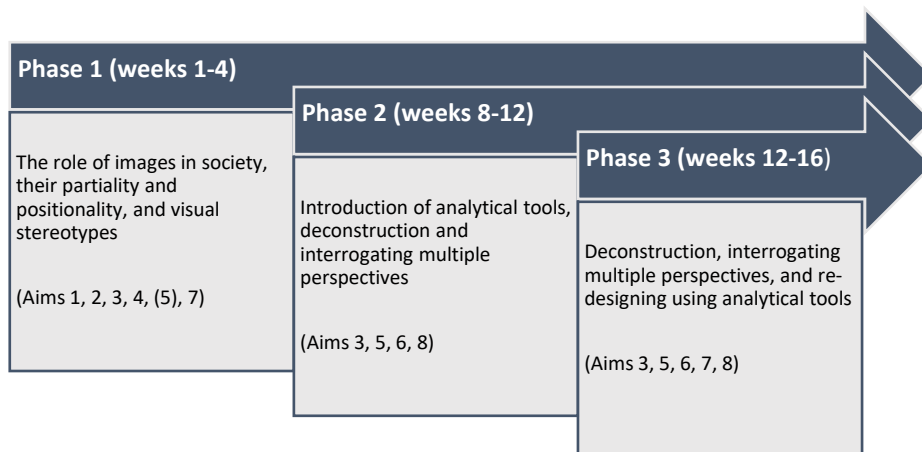 Phase 1 (weeks 1-4)
The role of images in society,
their partiality and
positionality, and visual
stereotypes
(Aims 1, 2, 3, 4, (5), 7)
Phase 2 (weeks 8-12)
Introduction of analytical tools,
deconstruction and
interrogating multiple
perspectives
(Aims 3, 5, 6, 8)
Phase 3 (weeks 12-16)
Deconstruction, interrogating
multiple perspectives, and re-
designing using analytical tools
(Aims 3, 5, 6, 7, 8)